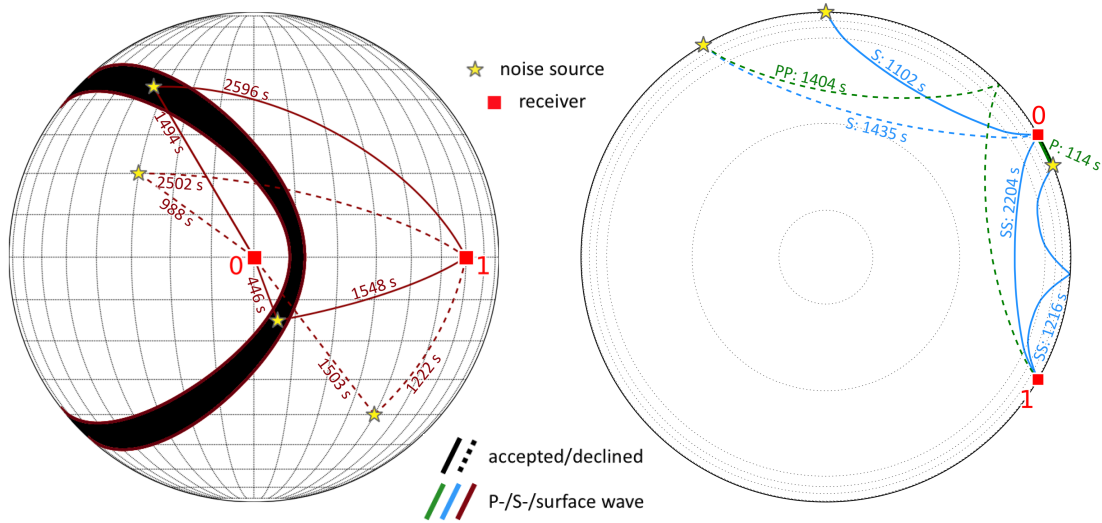 2596 s
1494 s
2502 s
988 s
0
1
446 s
1548 s
1503 s
1222 s
noise source
receiver
accepted/declined
P-/S-/surface wave
S: 1102 s
PP: 1404 s
S: 1435 s
0
P: 114 s
SS: 2204 s
SS: 1216 s
1